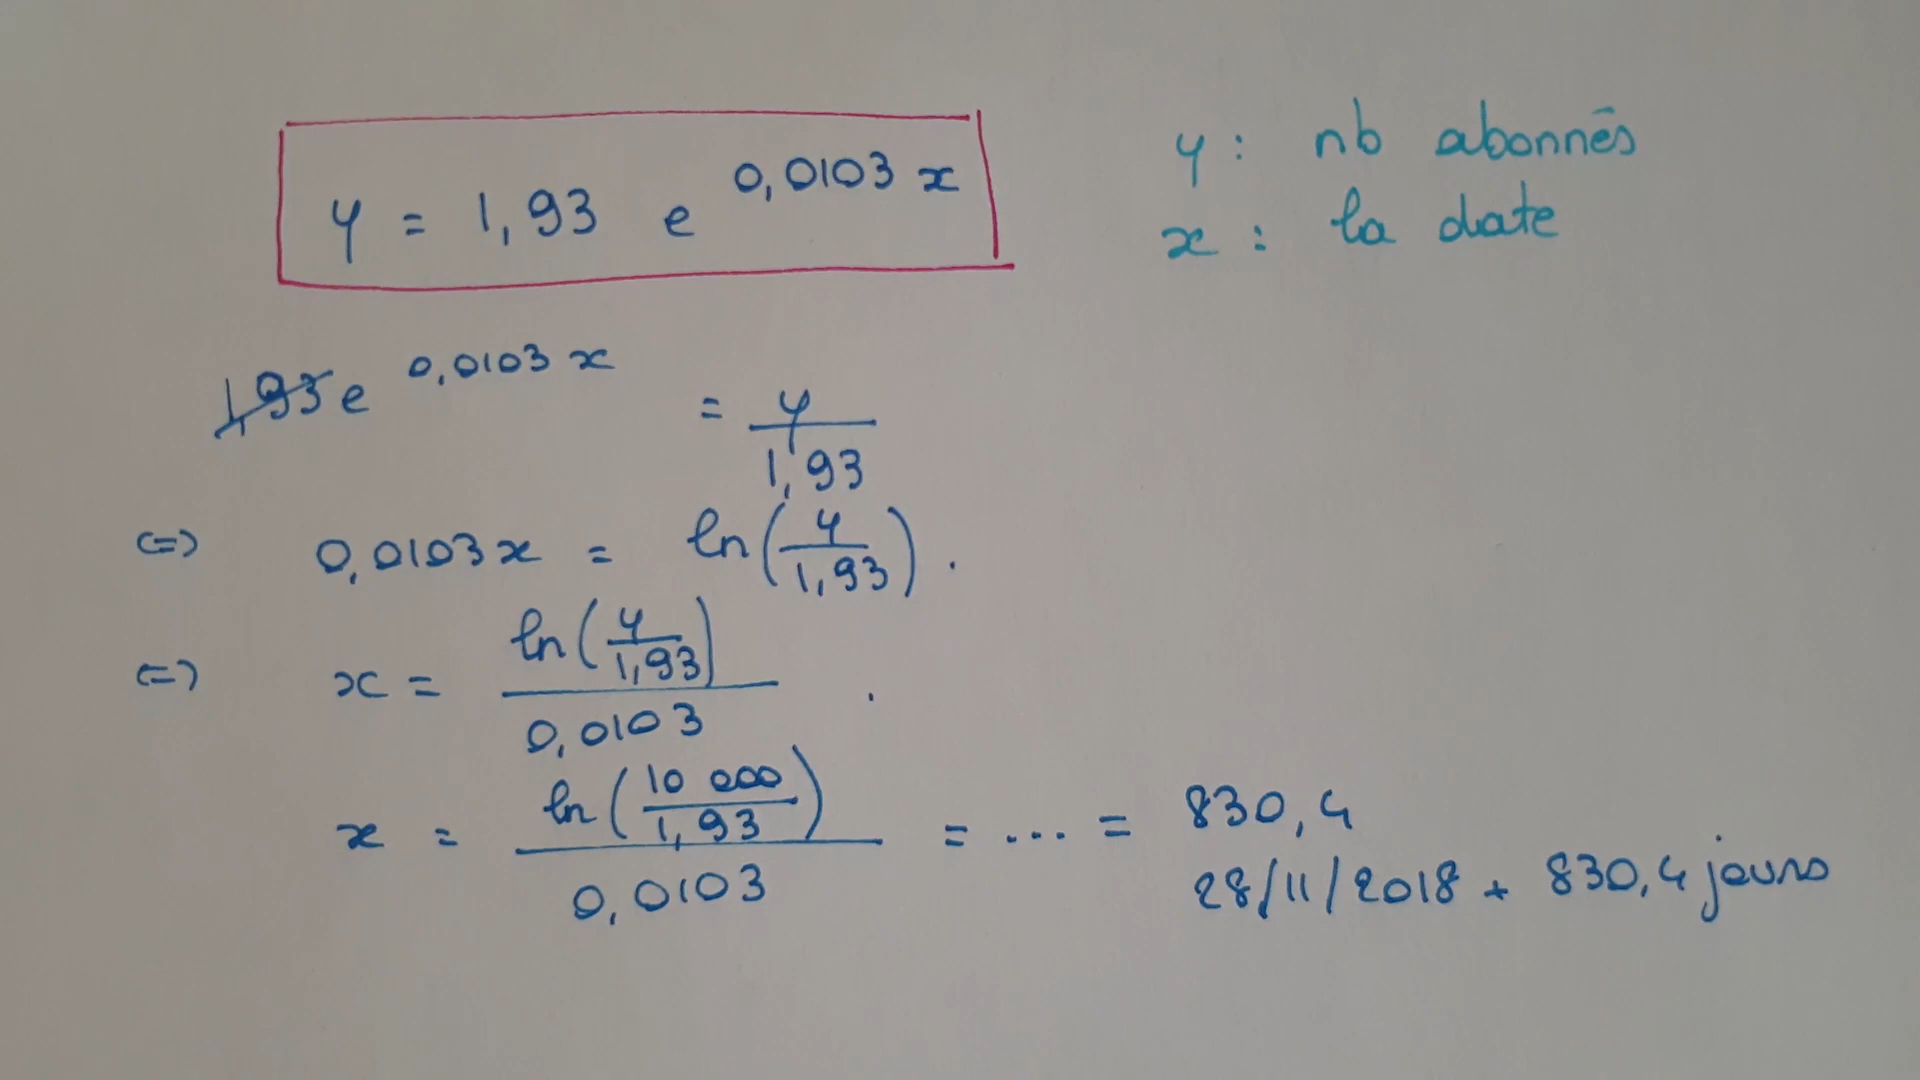 y = 1,93 e^0,0103 x
y : nb abonnés
x : la date
1,93 e^0,0103 x = y/1,93
<=> 0,0103 x = ln(y/1,93).
<=> x = ln(y/1,93)/0,0103 .
x = ln(10 000/1,93)/0,0103 = ... = 830,4
28/11/2018 + 830,4 jours